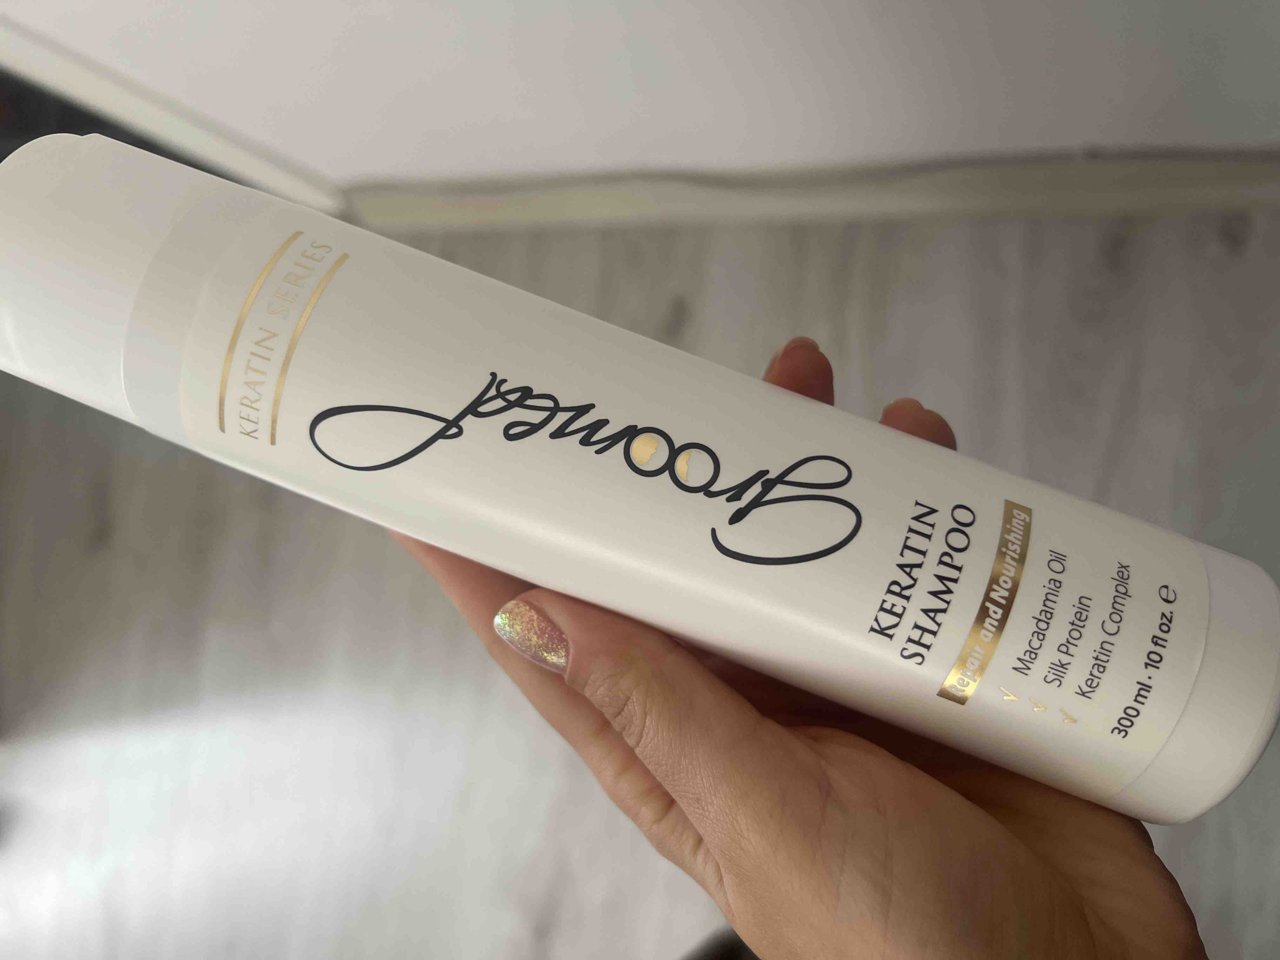 KERATIN SERIES
groomed
KERATIN
SHAMPOO
Repair and Nourishing
Macadamia Oil
Silk Protein
Keratin Complex
300 ml · 10 fl oz. ℮